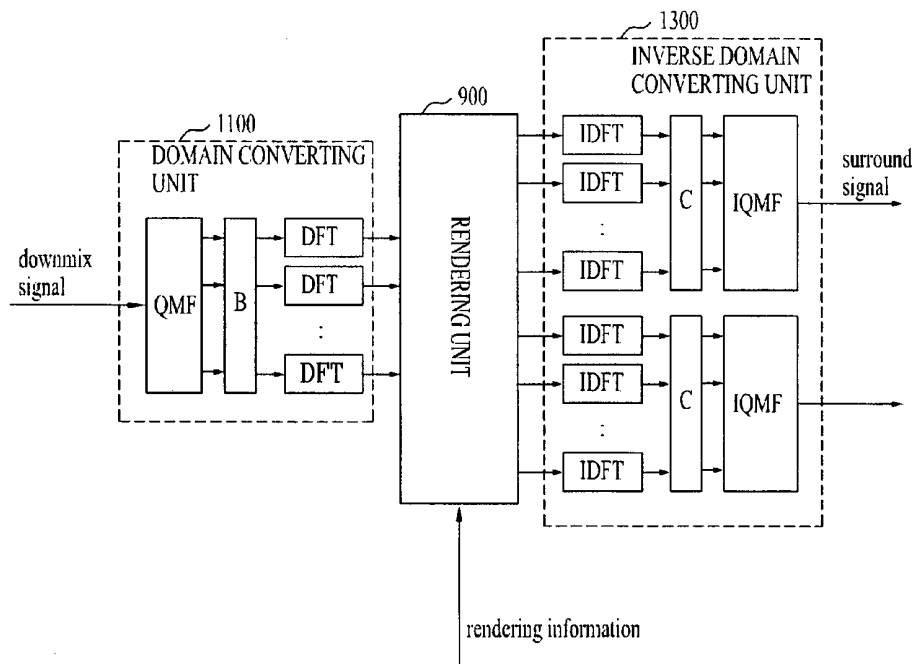 1300
INVERSE DOMAIN
CONVERTING UNIT
900
1100
DOMAIN CONVERTING
UNIT
downmix
signal
QMF
B
DFT
DFT
:
DFT
RENDERING UNIT
IDFT
IDFT
:
IDFT
C
IQMF
surround
signal
IDFT
IDFT
:
IDFT
C
IQMF
rendering information